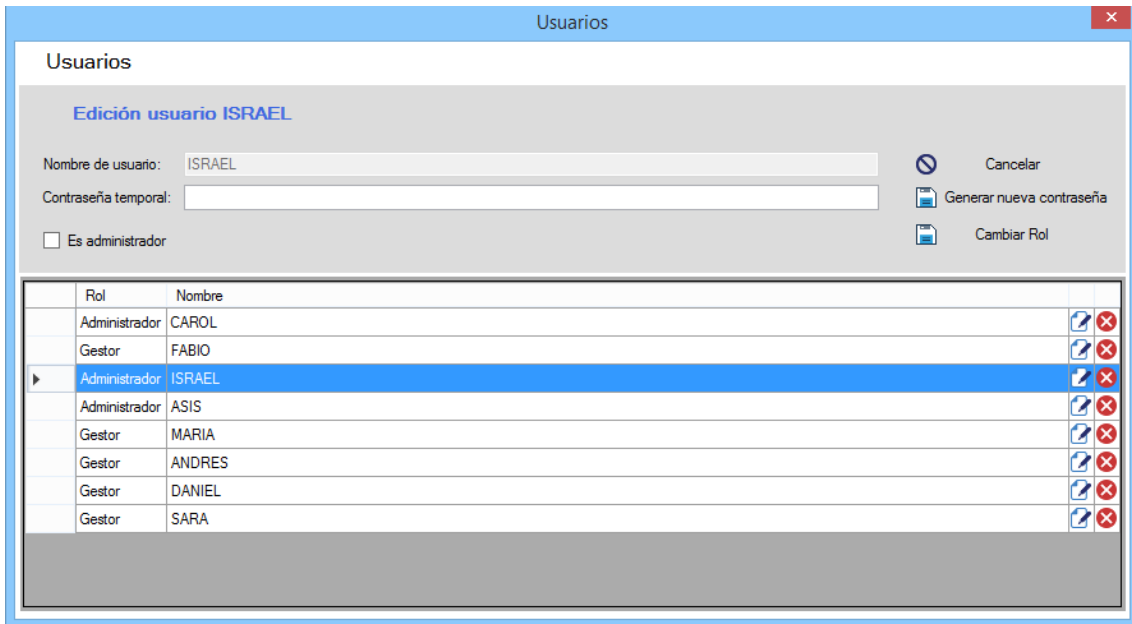 Usuarios
Usuarios
Edición usuario ISRAEL
Nombre de usuario: ISRAEL Cancelar
Contraseña temporal: Generar nueva contraseña
Es administrador Cambiar Rol
Rol Nombre
Administrador CAROL
Gestor FABIO
Administrador ISRAEL
Administrador ASIS
Gestor MARIA
Gestor ANDRES
Gestor DANIEL
Gestor SARA